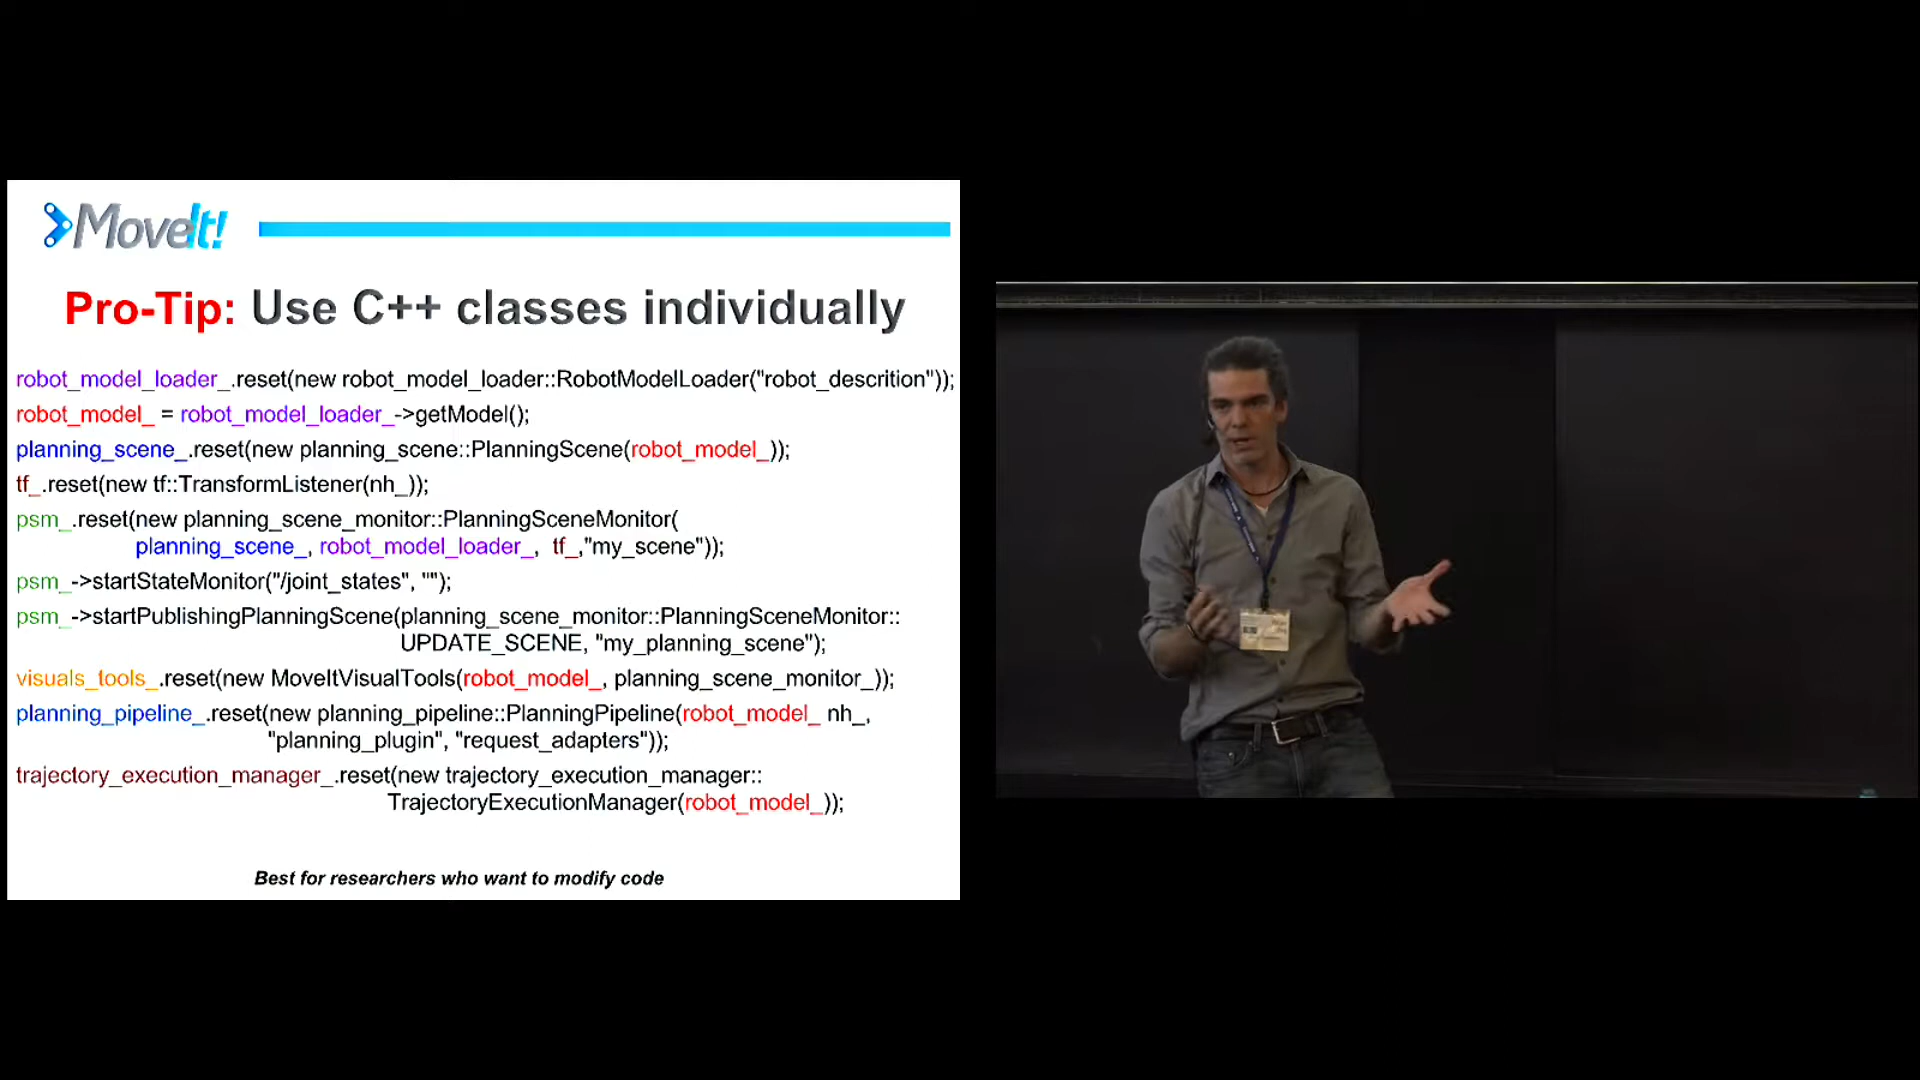 MoveIt!
Pro-Tip: Use C++ classes individually
robot_model_loader_.reset(new robot_model_loader::RobotModelLoader("robot_descrition"));
robot_model_ = robot_model_loader_->getModel();
planning_scene_.reset(new planning_scene::PlanningScene(robot_model_));
tf_.reset(new tf::TransformListener(nh_));
psm_.reset(new planning_scene_monitor::PlanningSceneMonitor(
planning_scene_, robot_model_loader_, tf_,"my_scene"));
psm_->startStateMonitor("/joint_states", "");
psm_->startPublishingPlanningScene(planning_scene_monitor::PlanningSceneMonitor::
UPDATE_SCENE, "my_planning_scene");
visuals_tools_.reset(new MoveItVisualTools(robot_model_, planning_scene_monitor_));
planning_pipeline_.reset(new planning_pipeline::PlanningPipeline(robot_model_ nh_,
"planning_plugin", "request_adapters"));
trajectory_execution_manager_.reset(new trajectory_execution_manager::
TrajectoryExecutionManager(robot_model_));
Best for researchers who want to modify code